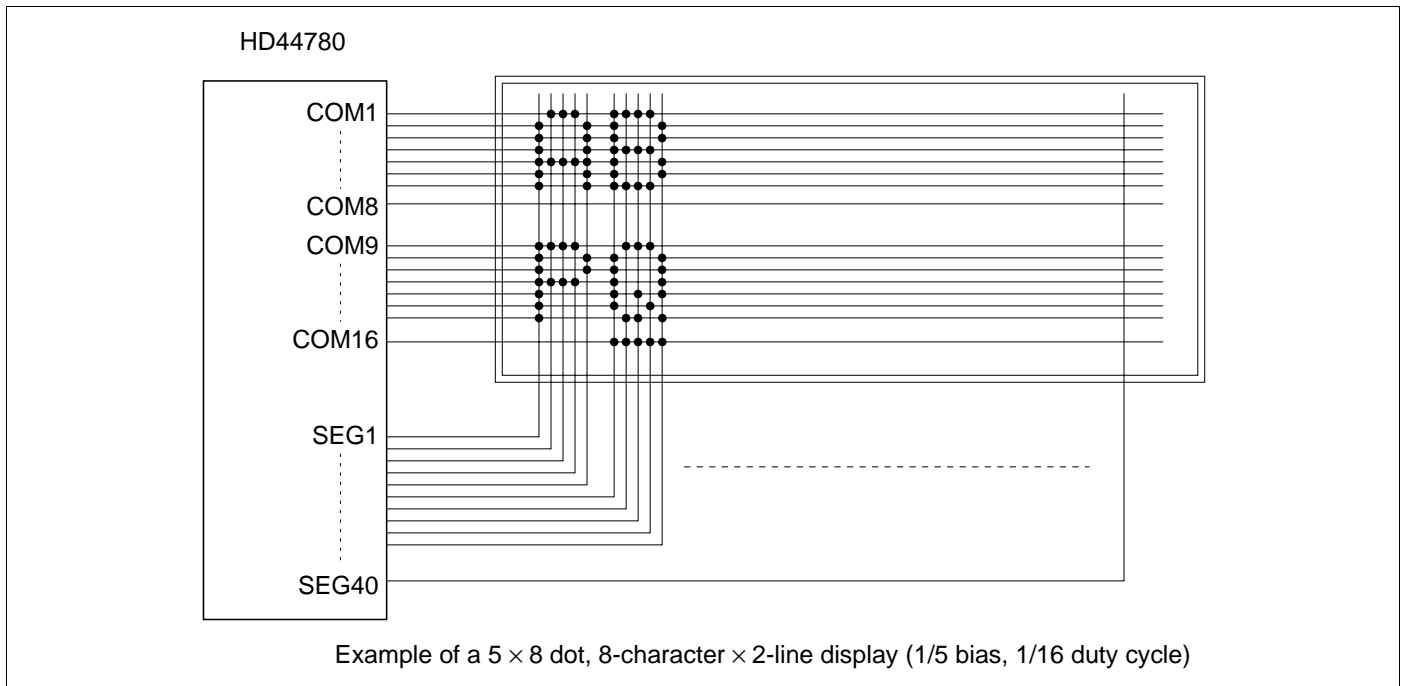 HD44780
COM1
COM8
COM9
COM16
SEG1
SEG40
Example of a 5 × 8 dot, 8-character × 2-line display (1/5 bias, 1/16 duty cycle)